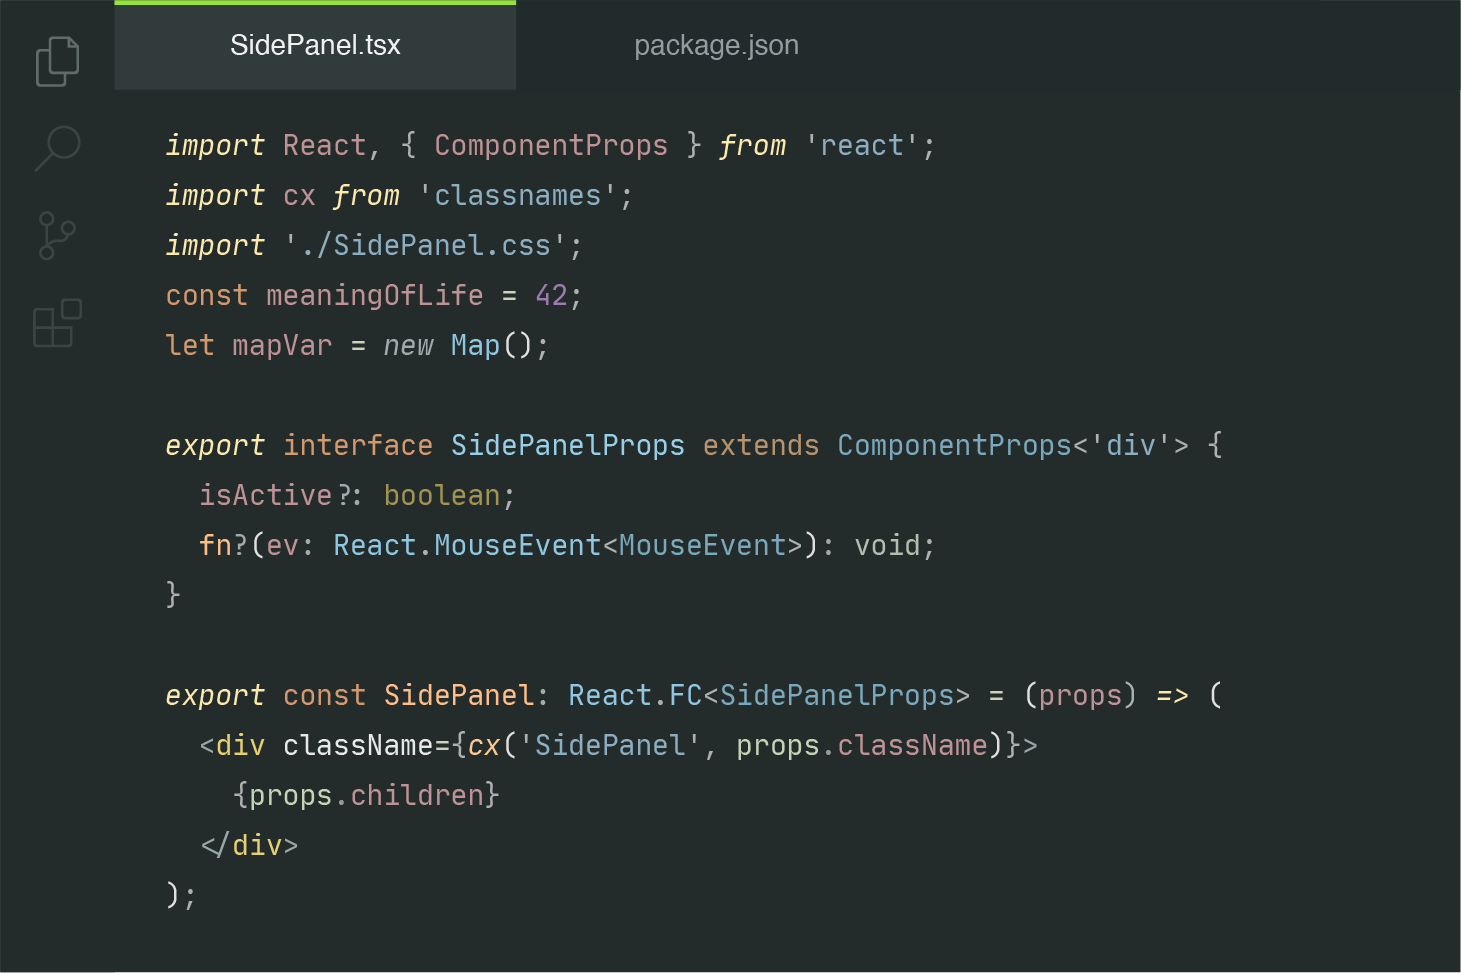 SidePanel.tsx package.json
import React, { ComponentProps } from 'react';
import cx from 'classnames';
import './SidePanel.css';
const meaningOfLife = 42;
let mapVar = new Map();
export interface SidePanelProps extends ComponentProps<'div'> {
  isActive?: boolean;
  fn?(ev: React.MouseEvent<MouseEvent>): void;
}
export const SidePanel: React.FC<SidePanelProps> = (props) => (
  <div className={cx('SidePanel', props.className)}>
    {props.children}
  </div>
);